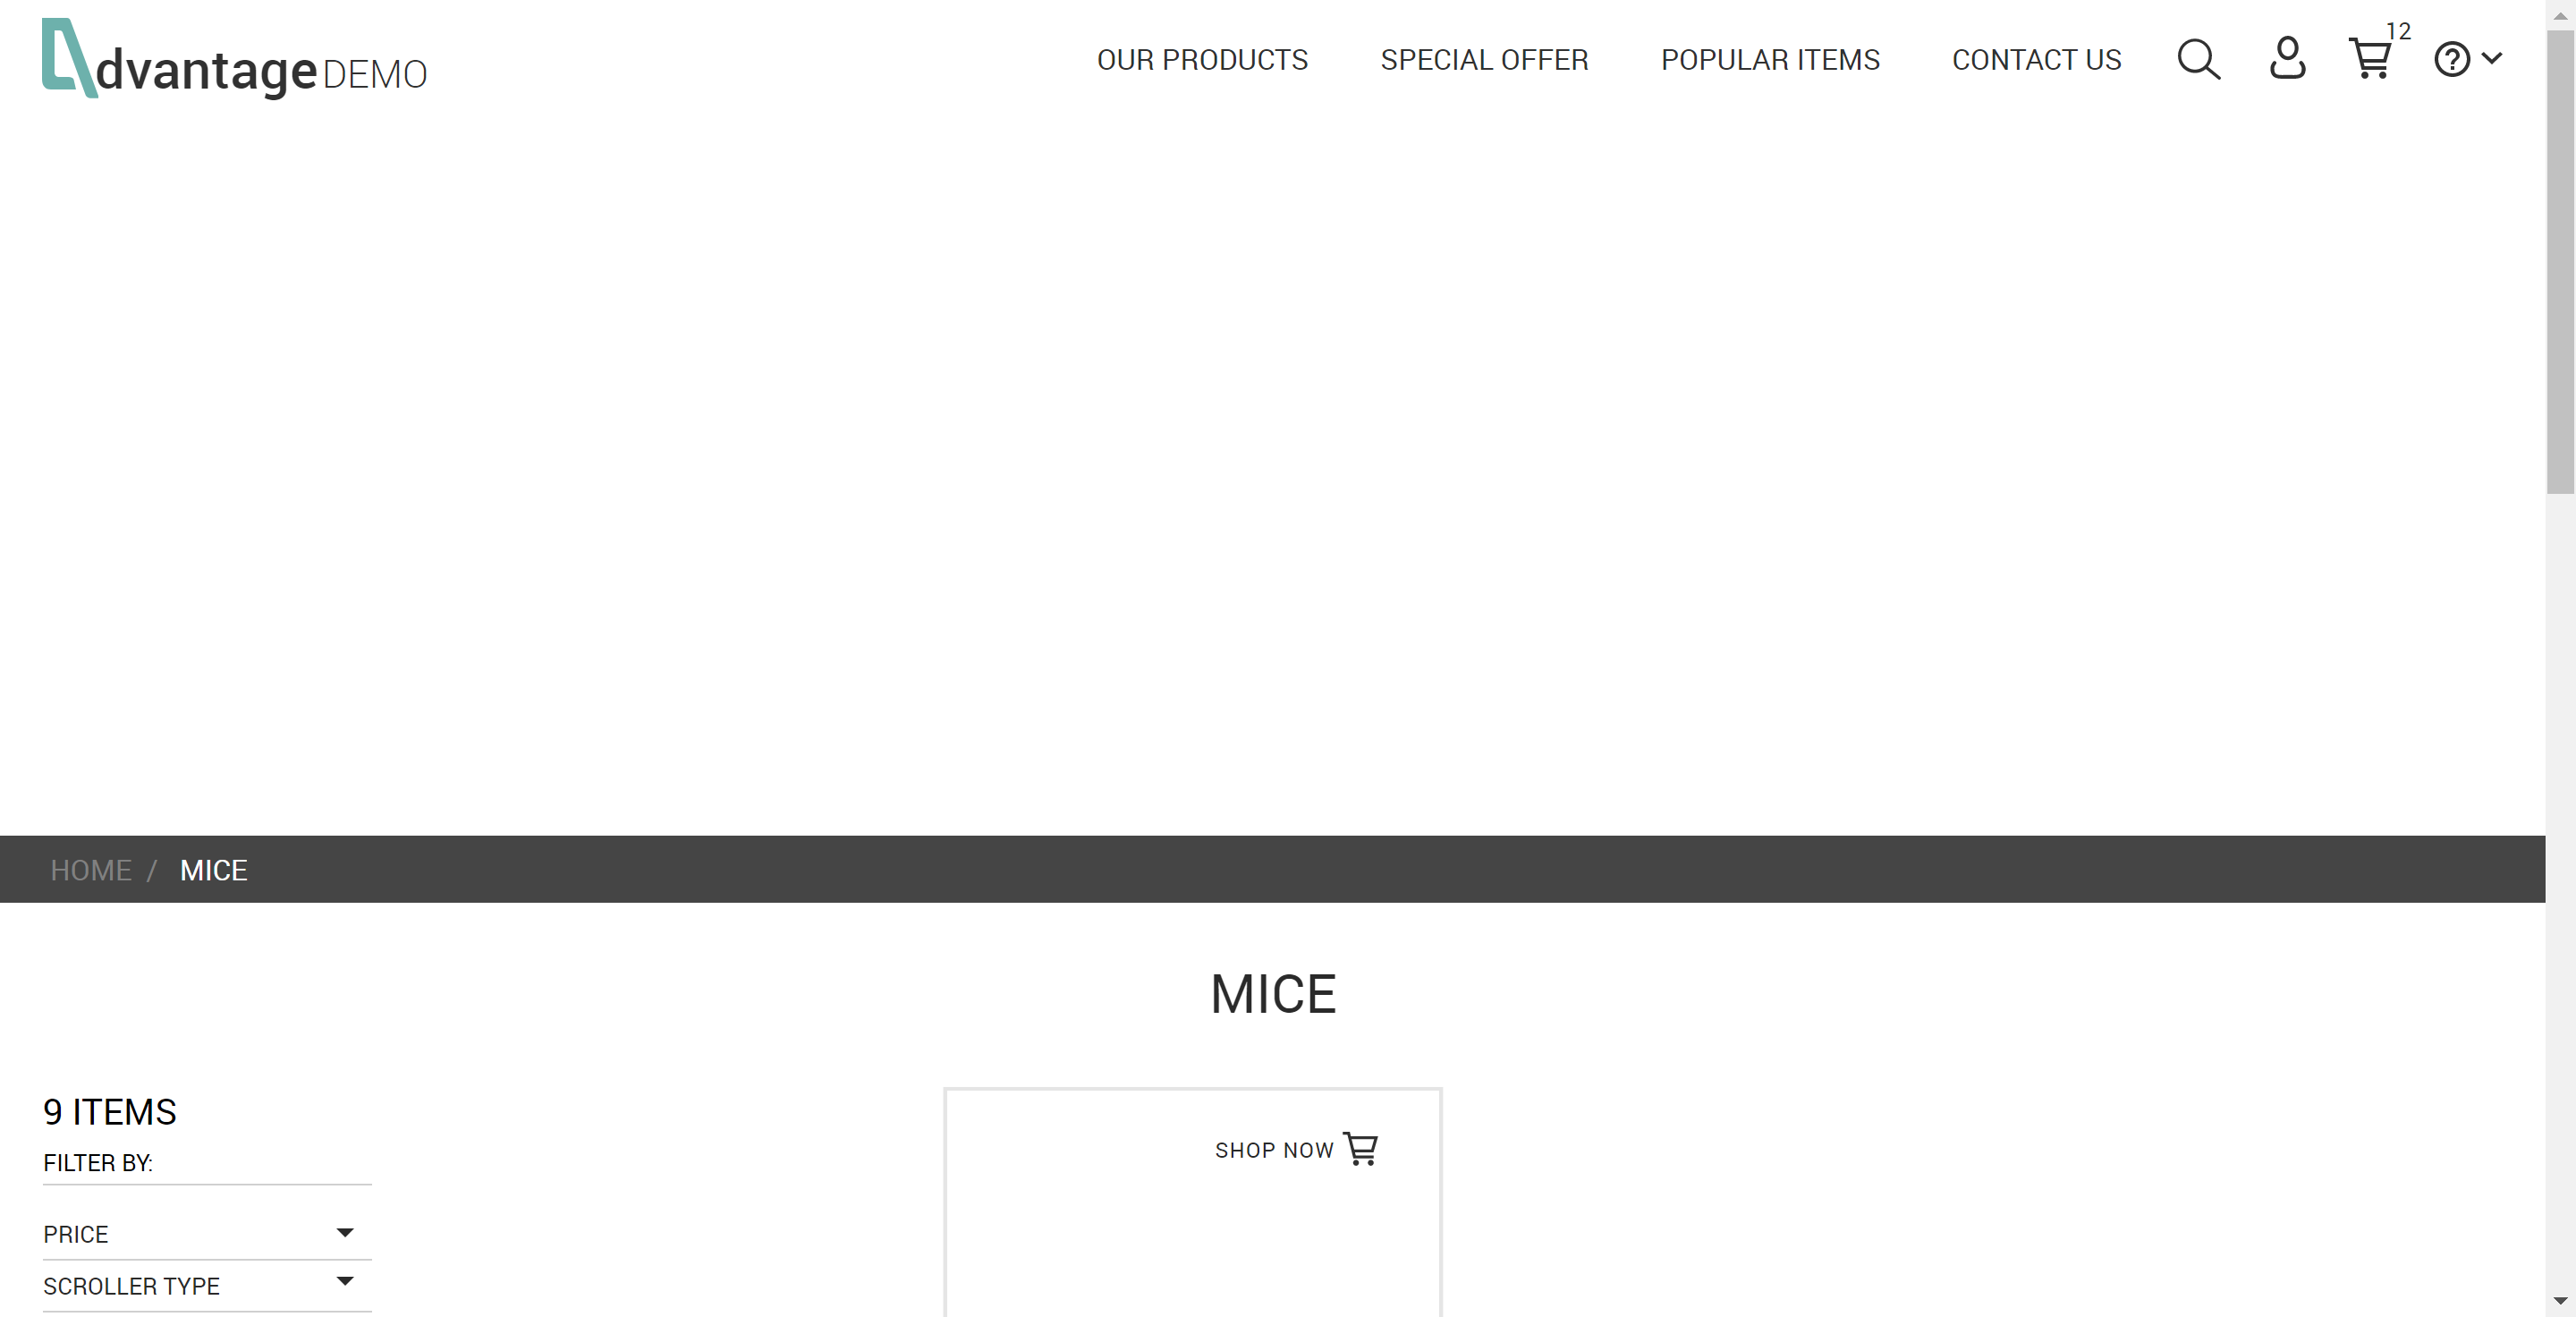 dvantage DEMO
OUR PRODUCTS SPECIAL OFFER POPULAR ITEMS CONTACT US 12
HOME / MICE
MICE
9 ITEMS
SHOP NOW
FILTER BY:
PRICE
SCROLLER TYPE